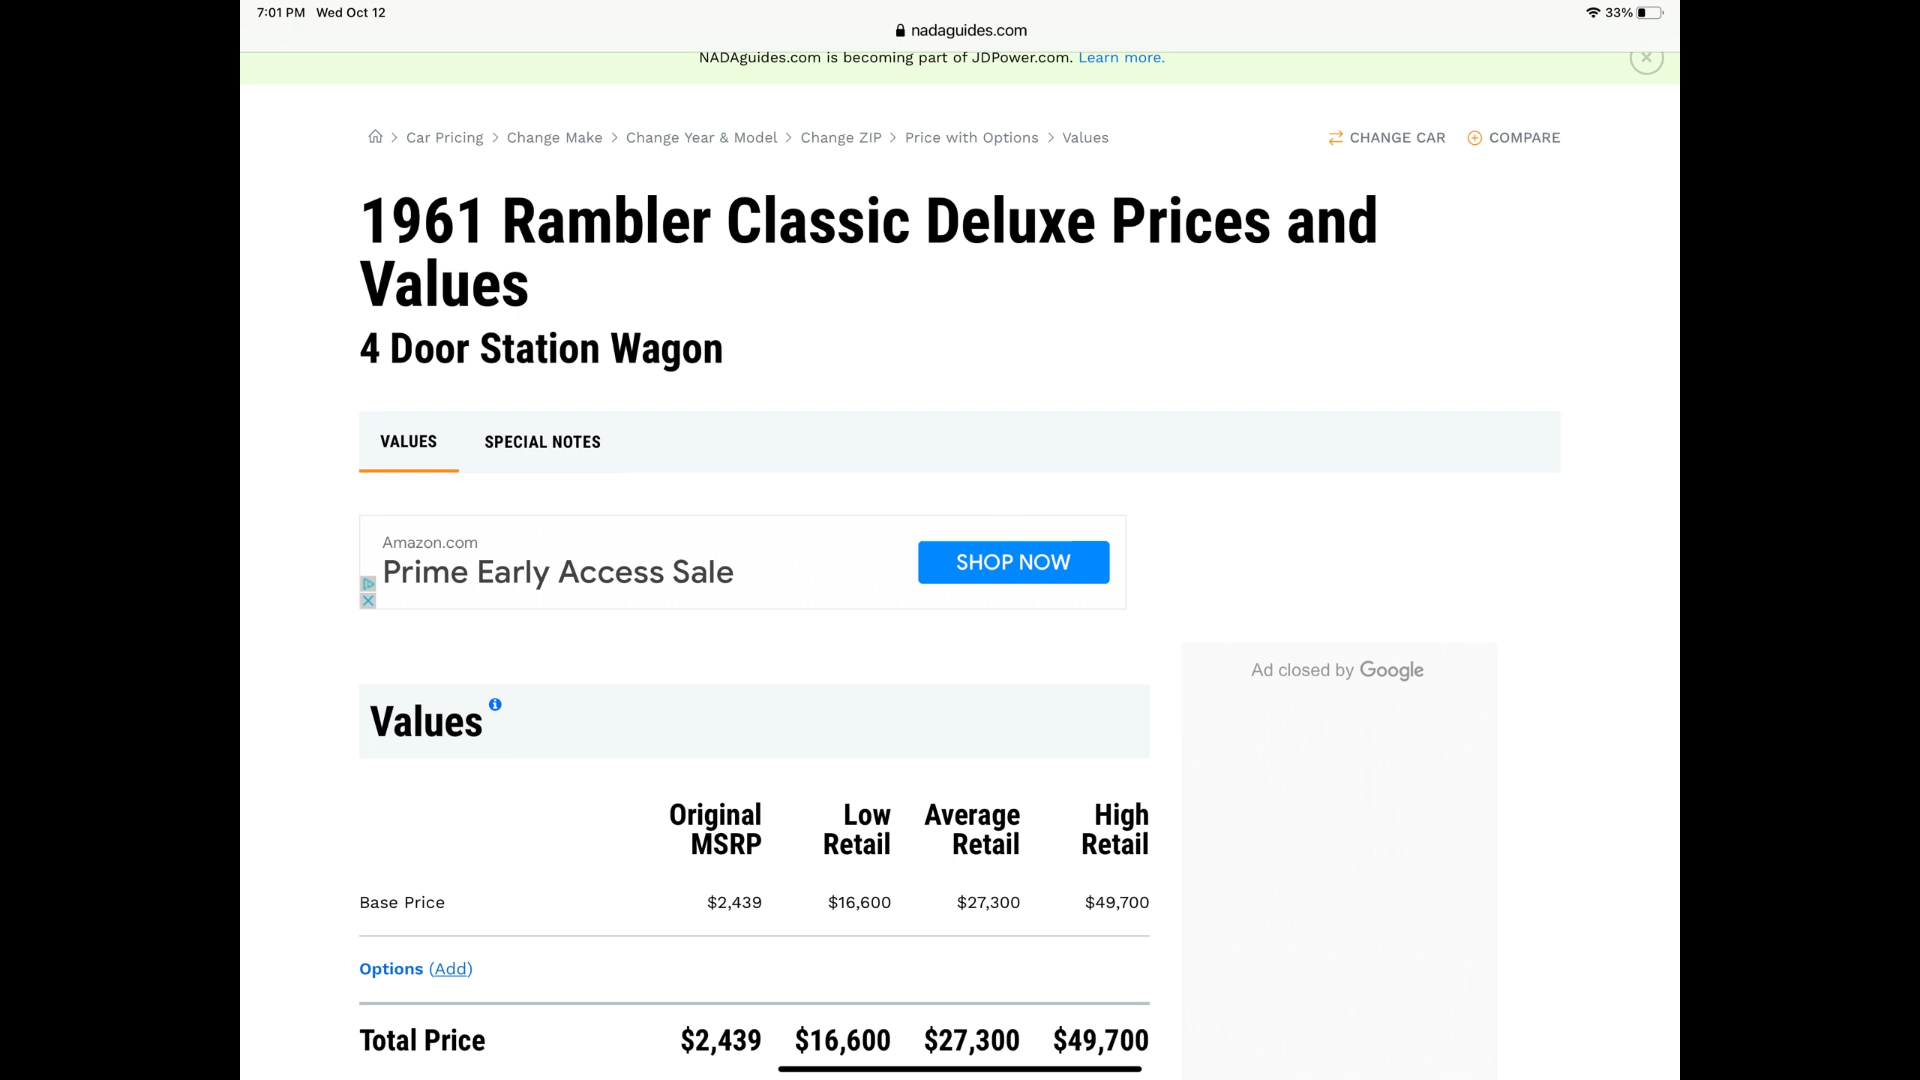 7:01 PM Wed Oct 12
33%
nadaguides.com
NADAguides.com is becoming part of JDPower.com. Learn more.
> Car Pricing > Change Make > Change Year & Model > Change ZIP > Price with Options > Values
CHANGE CAR COMPARE
1961 Rambler Classic Deluxe Prices and
Values
4 Door Station Wagon
VALUES SPECIAL NOTES
Amazon.com
Prime Early Access Sale
SHOP NOW
Ad closed by Google
Values
Original Low Average High
MSRP Retail Retail Retail
Base Price $2,439 $16,600 $27,300 $49,700
Options (Add)
Total Price $2,439 $16,600 $27,300 $49,700